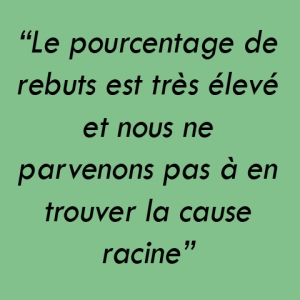 “Le pourcentage de
rebuts est très élevé
et nous ne
parvenons pas à en
trouver la cause
racine”